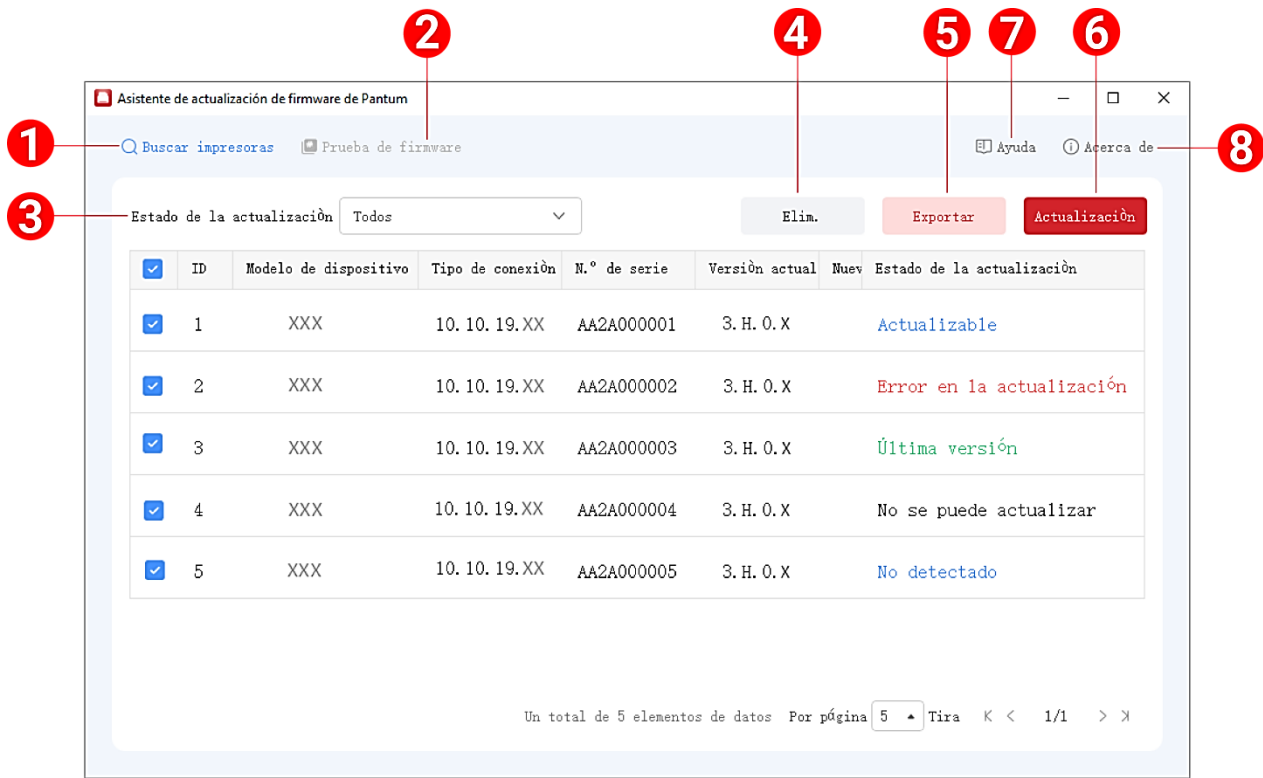 2 4 5 7 6
Asistente de actualización de firmware de Pantum
1 Buscar impresoras Prueba de firmware Ayuda Acerca de 8
3 Estado de la actualizaciòn Todos Elim. Exportar Actualizaciòn
ID Modelo de dispositivo Tipo de conexiòn N.º de serie Versiòn actual Nuev Estado de la actualizaciòn
1 XXX 10.10.19.XX AA2A000001 3.H.0.X Actualizable
2 XXX 10.10.19.XX AA2A000002 3.H.0.X Error en la actualización
3 XXX 10.10.19.XX AA2A000003 3.H.0.X Última versión
4 XXX 10.10.19.XX AA2A000004 3.H.0.X No se puede actualizar
5 XXX 10.10.19.XX AA2A000005 3.H.0.X No detectado
Un total de 5 elementos de datos Por página 5 Tira 1/1